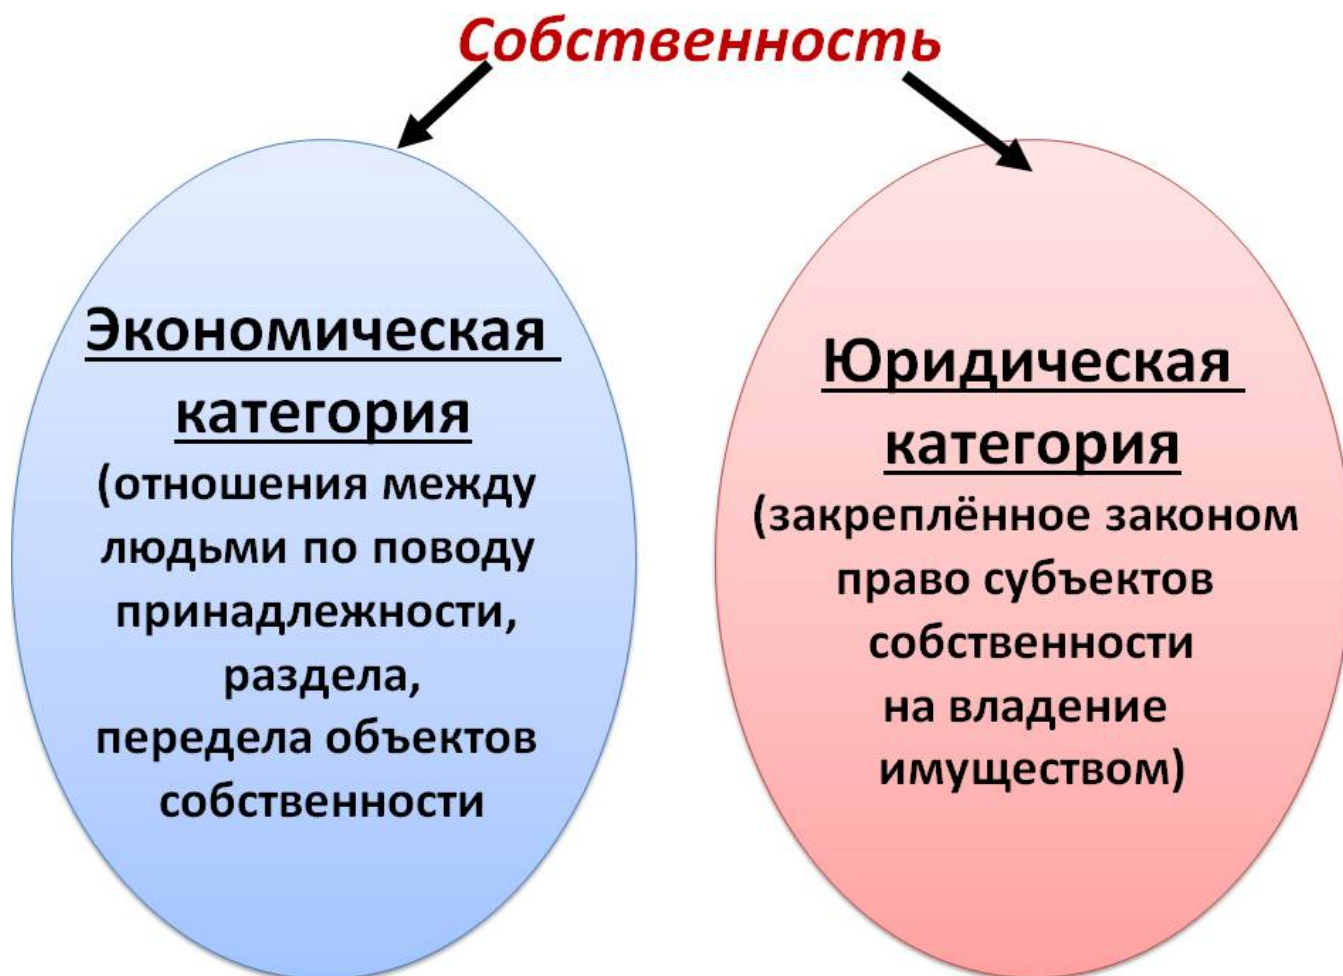 Собственность
Экономическая
категория
(отношения между
людьми по поводу
принадлежности,
раздела,
передела объектов
собственности
Юридическая
категория
(закреплённое законом
право субъектов
собственности
на владение
имуществом)